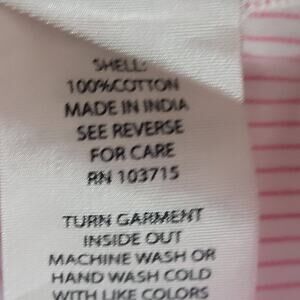 SHELL:
100%COTTON
MADE IN INDIA
SEE REVERSE
FOR CARE
RN 103715
TURN GARMENT
INSIDE OUT
MACHINE WASH OR
HAND WASH COLD
WITH LIKE COLORS